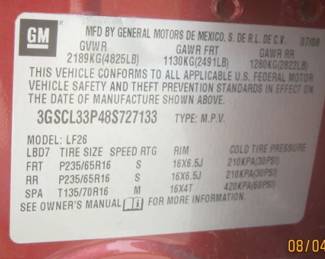 GM
MFD BY GENERAL MOTORS DE MEXICO, S. DE R.L. DE C.V. 07/08
GVWR GAWR FRT GAWR RR
2189KG(4825LB) 1130KG(2491LB) 1280KG(2822LB)
THIS VEHICLE CONFORMS TO ALL APPLICABLE U.S. FEDERAL
VEHICLE SAFETY AND THEFT PREVENTION STANDARDS IN EFFECT ON
THE DATE OF MANUFACTURE SHOWN ABOVE.
3GSCL33P48S727133 TYPE: M.P.V.
MODEL: LF26
LBD7 TIRE SIZE SPEED RTG RIM COLD TIRE PRESSURE
FRT P235/65R16 S 16X6.5J 210KPA(30PSI)
RR P235/65R16 S 16X6.5J 210KPA(30PSI)
SPA T135/70R16 M 16X4T 420KPA(60PSI)
SEE OWNER'S MANUAL FOR MORE INFORMATION.
08/04